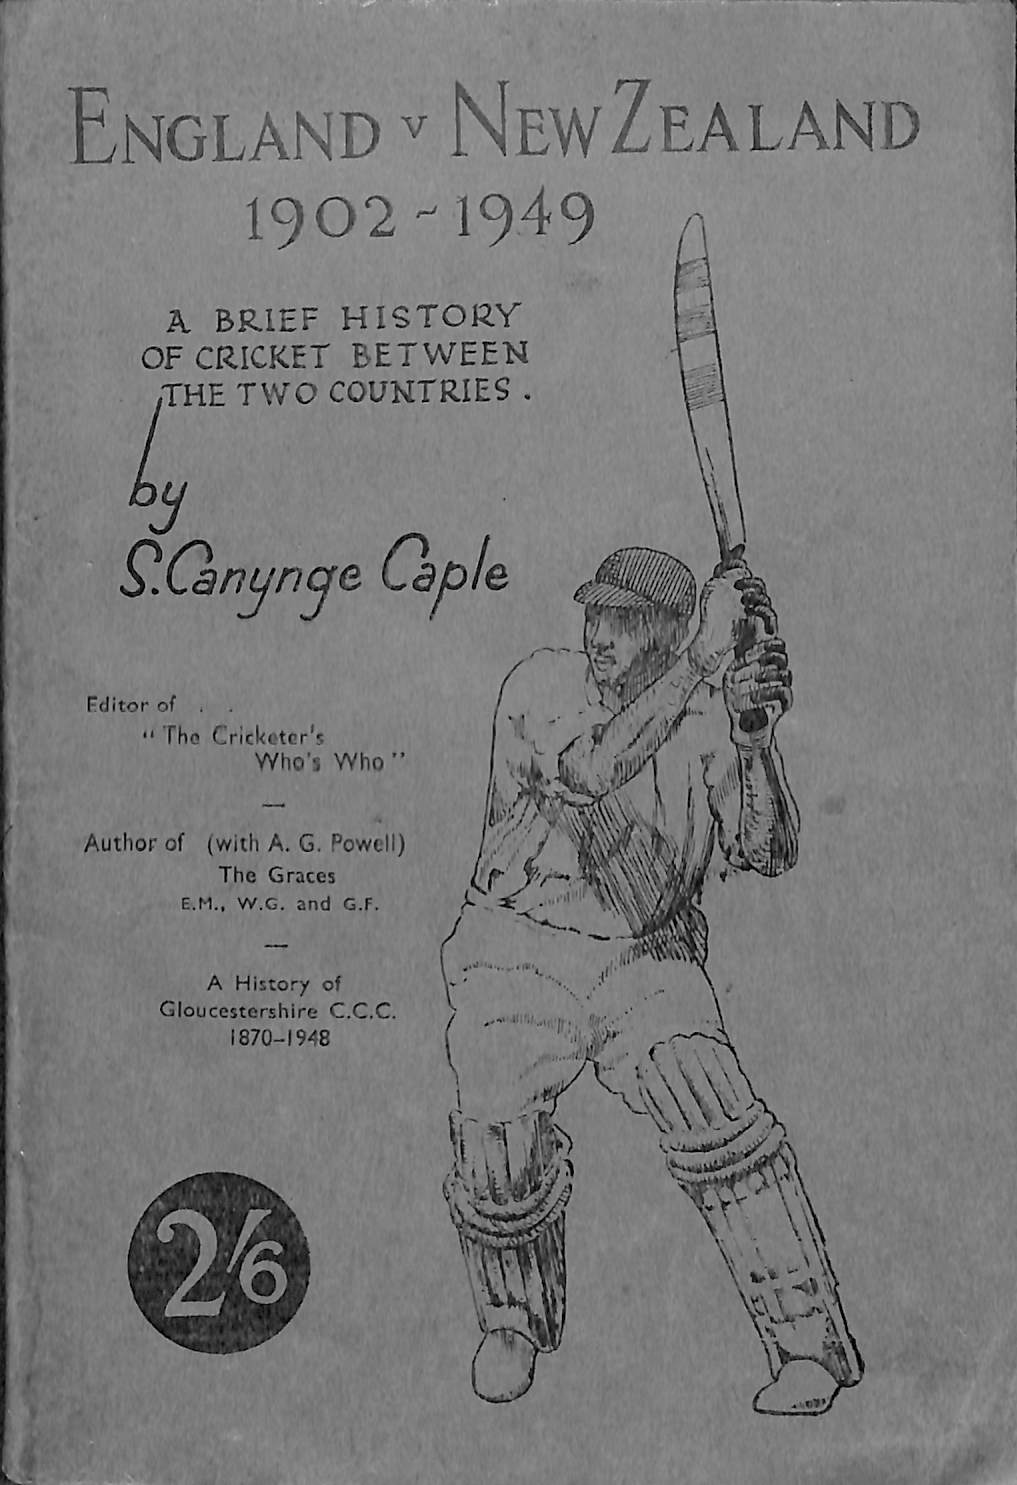 ENGLAND v NEW ZEALAND
1902-1949
A BRIEF HISTORY
OF CRICKET BETWEEN
THE TWO COUNTRIES.
by
S. Canynge Caple
Editor of . .
"The Cricketer's
Who's Who"
—
Author of (with A. G. Powell)
The Graces
E.M., W.G. and G.F.
—
A History of
Gloucestershire C.C.C.
1870–1948
2/6